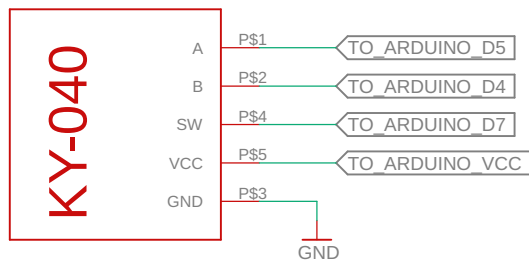 KY-040
A P$1 TO_ARDUINO_D5
B P$2 TO_ARDUINO_D4
SW P$4 TO_ARDUINO_D7
VCC P$5 TO_ARDUINO_VCC
GND P$3
GND